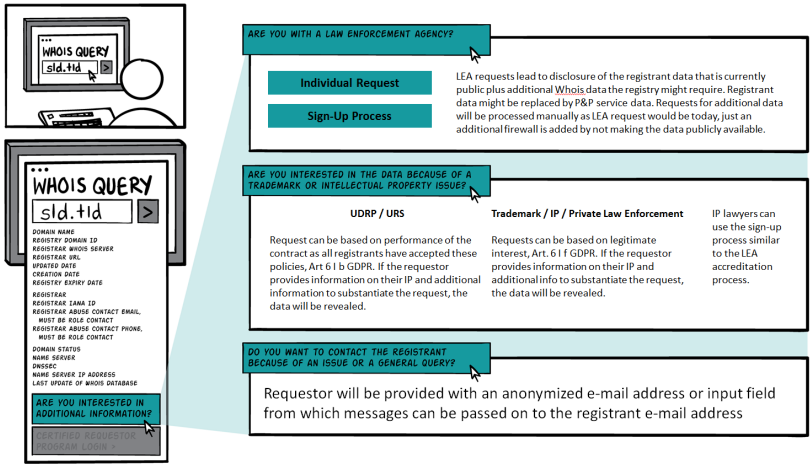 WHOIS QUERY
sld.tld >
WHOIS QUERY
sld.tld >
DOMAIN NAME
REGISTRY DOMAIN ID
REGISTRAR WHOIS SERVER
REGISTRAR URL
UPDATED DATE
CREATION DATE
REGISTRY EXPIRY DATE
REGISTRAR
REGISTRAR IANA ID
REGISTRAR ABUSE CONTACT EMAIL,
MUST BE ROLE CONTACT
REGISTRAR ABUSE CONTACT PHONE,
MUST BE ROLE CONTACT
DOMAIN STATUS
NAME SERVER
DNSSEC
NAME SERVER IP ADDRESS
LAST UPDATE OF WHOIS DATABASE
ARE YOU INTERESTED IN
ADDITIONAL INFORMATION?
CERTIFIED REQUESTOR
PROGRAM LOGIN >
ARE YOU WITH A LAW ENFORCEMENT AGENCY?
Individual Request
Sign-Up Process
LEA requests lead to disclosure of the registrant data that is currently
public plus additional Whois data the registry might require. Registrant
data might be replaced by P&P service data. Requests for additional data
will be processed manually as LEA request would be today, just an
additional firewall is added by not making the data publicly available.
ARE YOU INTERESTED IN THE DATA BECAUSE OF A
TRADEMARK OR INTELLECTUAL PROPERTY ISSUE?
UDRP / URS
Request can be based on performance of the
contract as all registrants have accepted these
policies, Art 6 I b GDPR. If the requestor
provides information on their IP and additional
information to substantiate the request, the
data will be revealed.
Trademark / IP / Private Law Enforcement
Requests can be based on legitimate
interest, Art. 6 I f GDPR. If the requestor
provides information on their IP and
additional info to substantiate the request,
the data will be revealed.
IP lawyers can
use the sign-up
process similar
to the LEA
accreditation
process.
DO YOU WANT TO CONTACT THE REGISTRANT
BECAUSE OF AN ISSUE OR A GENERAL QUERY?
Requestor will be provided with an anonymized e-mail address or input field
from which messages can be passed on to the registrant e-mail address